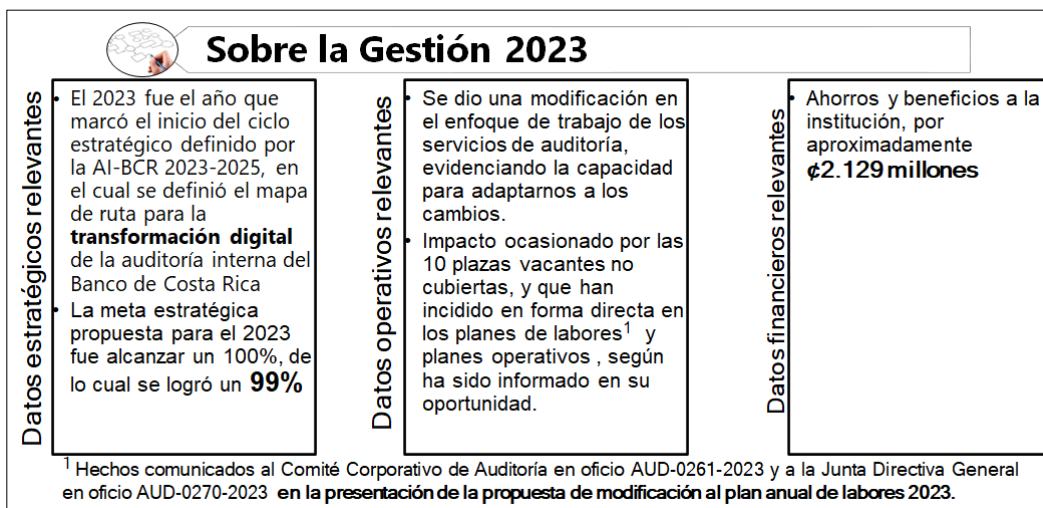 Sobre la Gestión 2023
Datos estratégicos relevantes
• El 2023 fue el año que
marcó el inicio del ciclo
estratégico definido por
la AI-BCR 2023-2025, en
el cual se definió el mapa
de ruta para la
transformación digital
de la auditoría interna del
Banco de Costa Rica
• La meta estratégica
propuesta para el 2023
fue alcanzar un 100%, de
lo cual se logró un 99%
Datos operativos relevantes
• Se dio una modificación en
el enfoque de trabajo de los
servicios de auditoría,
evidenciando la capacidad
para adaptarnos a los
cambios.
• Impacto ocasionado por las
10 plazas vacantes no
cubiertas, y que han
incidido en forma directa en
los planes de labores¹ y
planes operativos , según
ha sido informado en su
oportunidad.
Datos financieros relevantes
• Ahorros y beneficios a la
institución, por
aproximadamente
¢2.129 millones
¹ Hechos comunicados al Comité Corporativo de Auditoría en oficio AUD-0261-2023 y a la Junta Directiva General
en oficio AUD-0270-2023 en la presentación de la propuesta de modificación al plan anual de labores 2023.